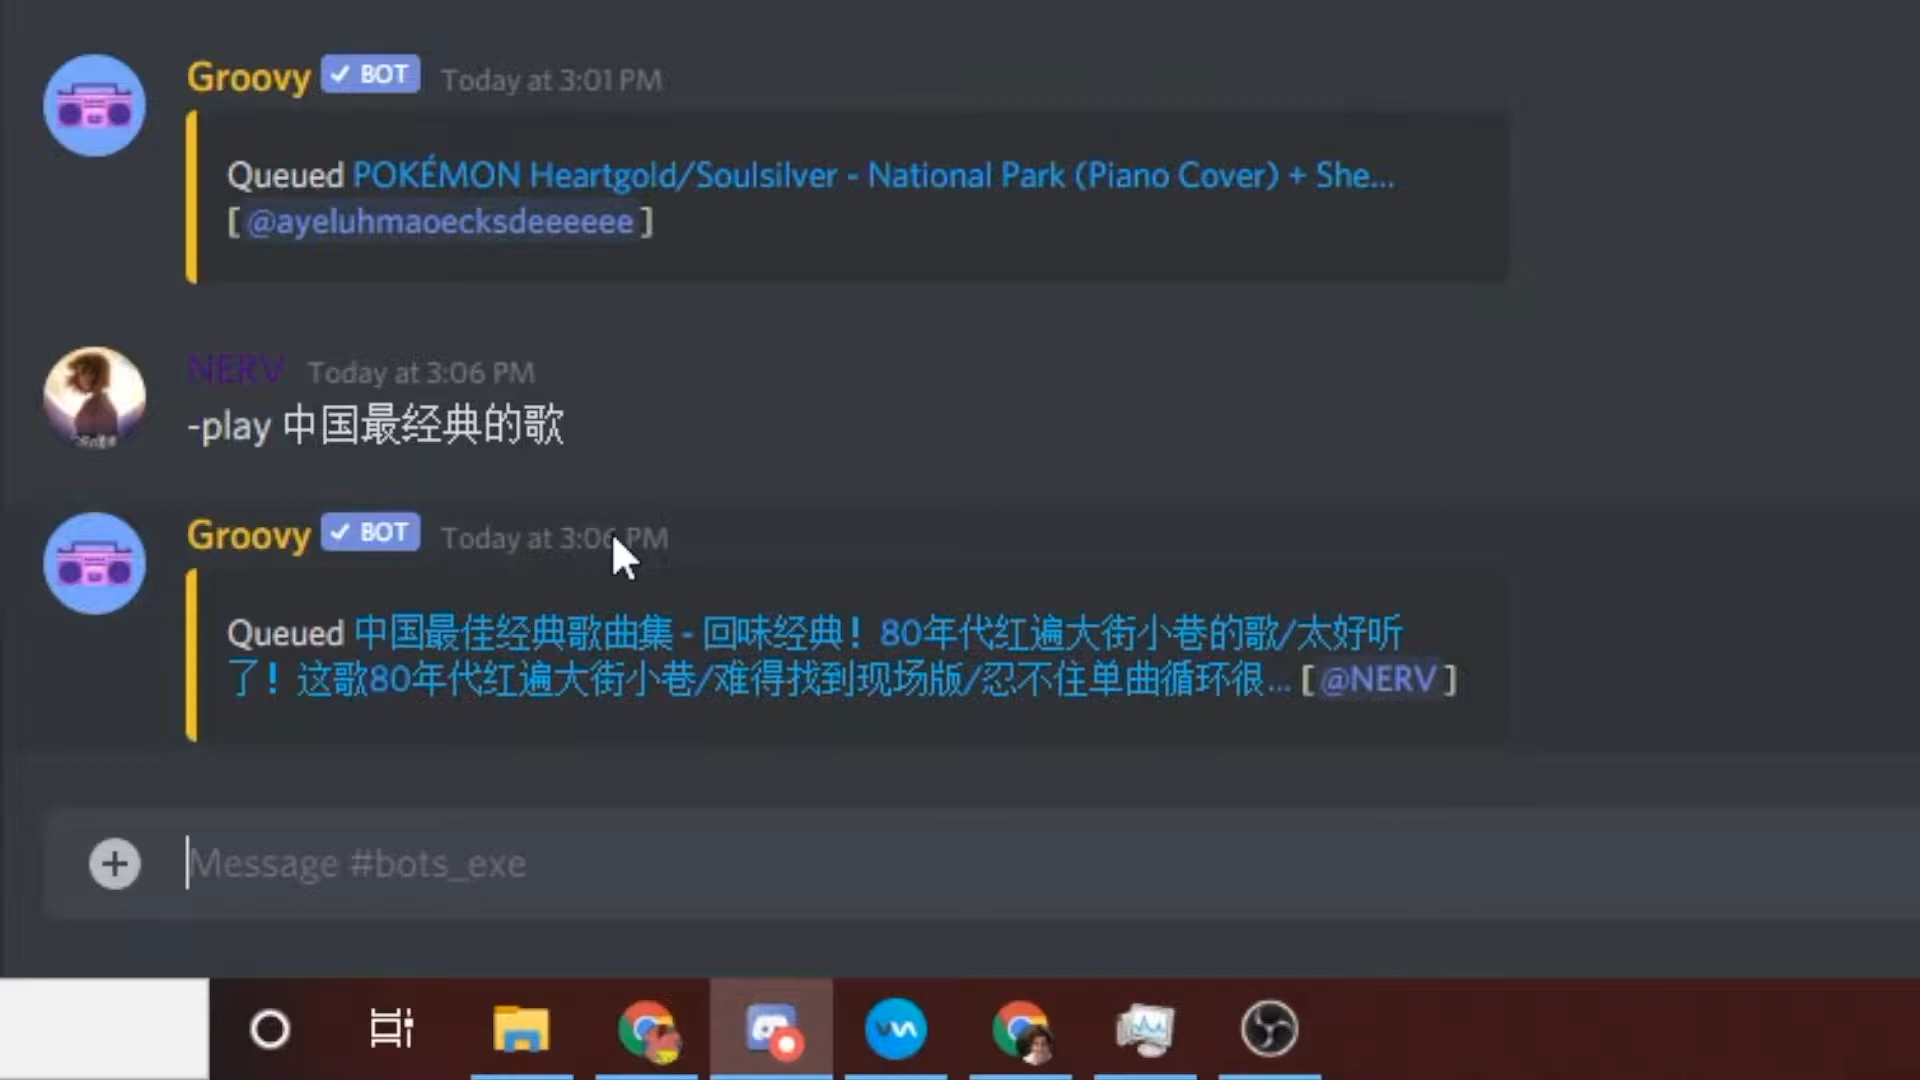 Groovy ✓ BOT Today at 3:01 PM
Queued POKÉMON Heartgold/Soulsilver - National Park (Piano Cover) + She...
[ @ayeluhmaoecksdeeeeee ]
NERV Today at 3:06 PM
-play 中国最经典的歌
Groovy ✓ BOT Today at 3:06 PM
Queued 中国最佳经典歌曲集 - 回味经典！80年代红遍大街小巷的歌/太好听
了！这歌80年代红遍大街小巷/难得找到现场版/忍不住单曲循环很... [ @NERV ]
Message #bots_exe